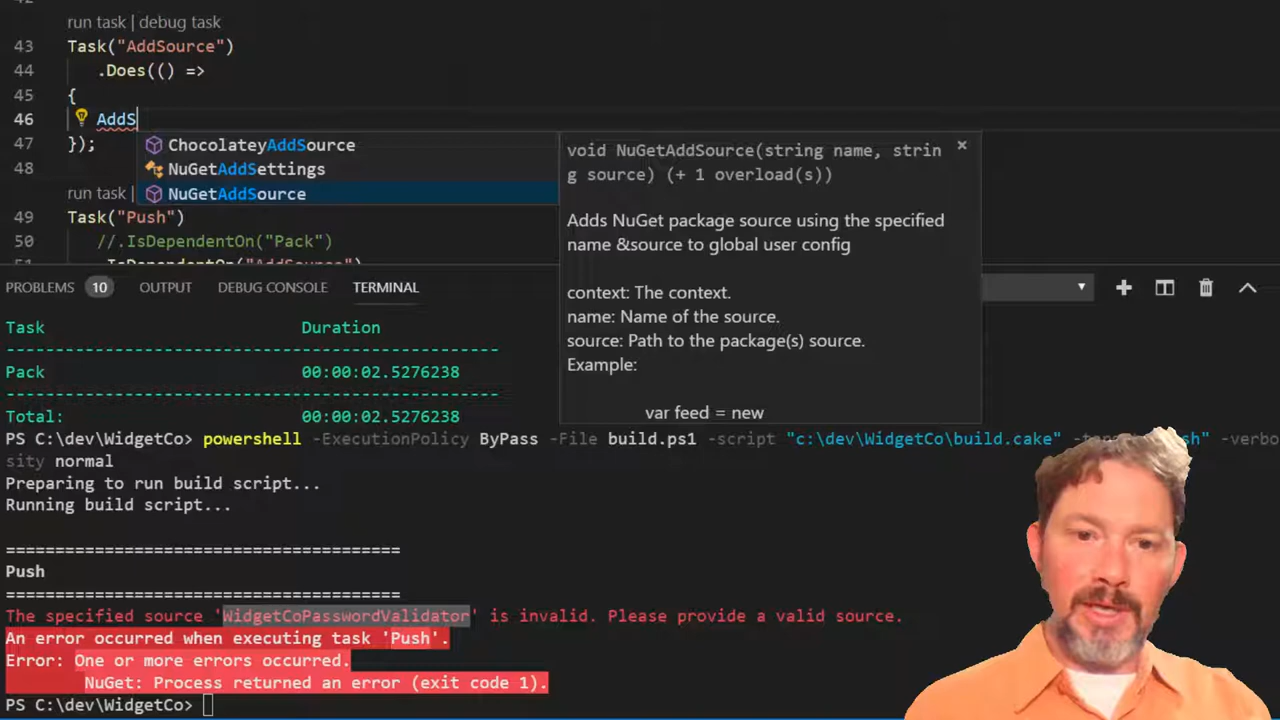 42
run task | debug task
43 Task("AddSource")
44 .Does(() =>
45 {
46 AddS
47 });
48
run task |
49 Task("Push")
50 //.IsDependentOn("Pack")
51 .IsDependentOn("AddSource")
ChocolateyAddSource
NuGetAddSettings
NuGetAddSource
void NuGetAddSource(string name, strin
g source) (+ 1 overload(s))
Adds NuGet package source using the specified
name &source to global user config
context: The context.
name: Name of the source.
source: Path to the package(s) source.
Example:
var feed = new
PROBLEMS 10 OUTPUT DEBUG CONSOLE TERMINAL
Task Duration
--------------------------------------------------
Pack 00:00:02.5276238
--------------------------------------------------
Total: 00:00:02.5276238
PS C:\dev\WidgetCo> powershell -ExecutionPolicy ByPass -File build.ps1 -script "c:\dev\WidgetCo\build.cake" -verbo
sity normal
Preparing to run build script...
Running build script...
========================================
Push
========================================
The specified source 'WidgetCoPasswordValidator' is invalid. Please provide a valid source.
An error occurred when executing task 'Push'.
Error: One or more errors occurred.
NuGet: Process returned an error (exit code 1).
PS C:\dev\WidgetCo>